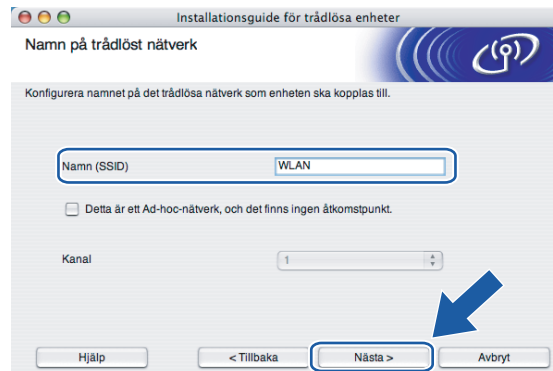 Installationsguide för trådlösa enheter
Namn på trådlöst nätverk
Konfigurera namnet på det trådlösa nätverk som enheten ska kopplas till.
Namn (SSID) WLAN
Detta är ett Ad-hoc-nätverk, och det finns ingen åtkomstpunkt.
Kanal 1
Hjälp < Tillbaka Nästa > Avbryt